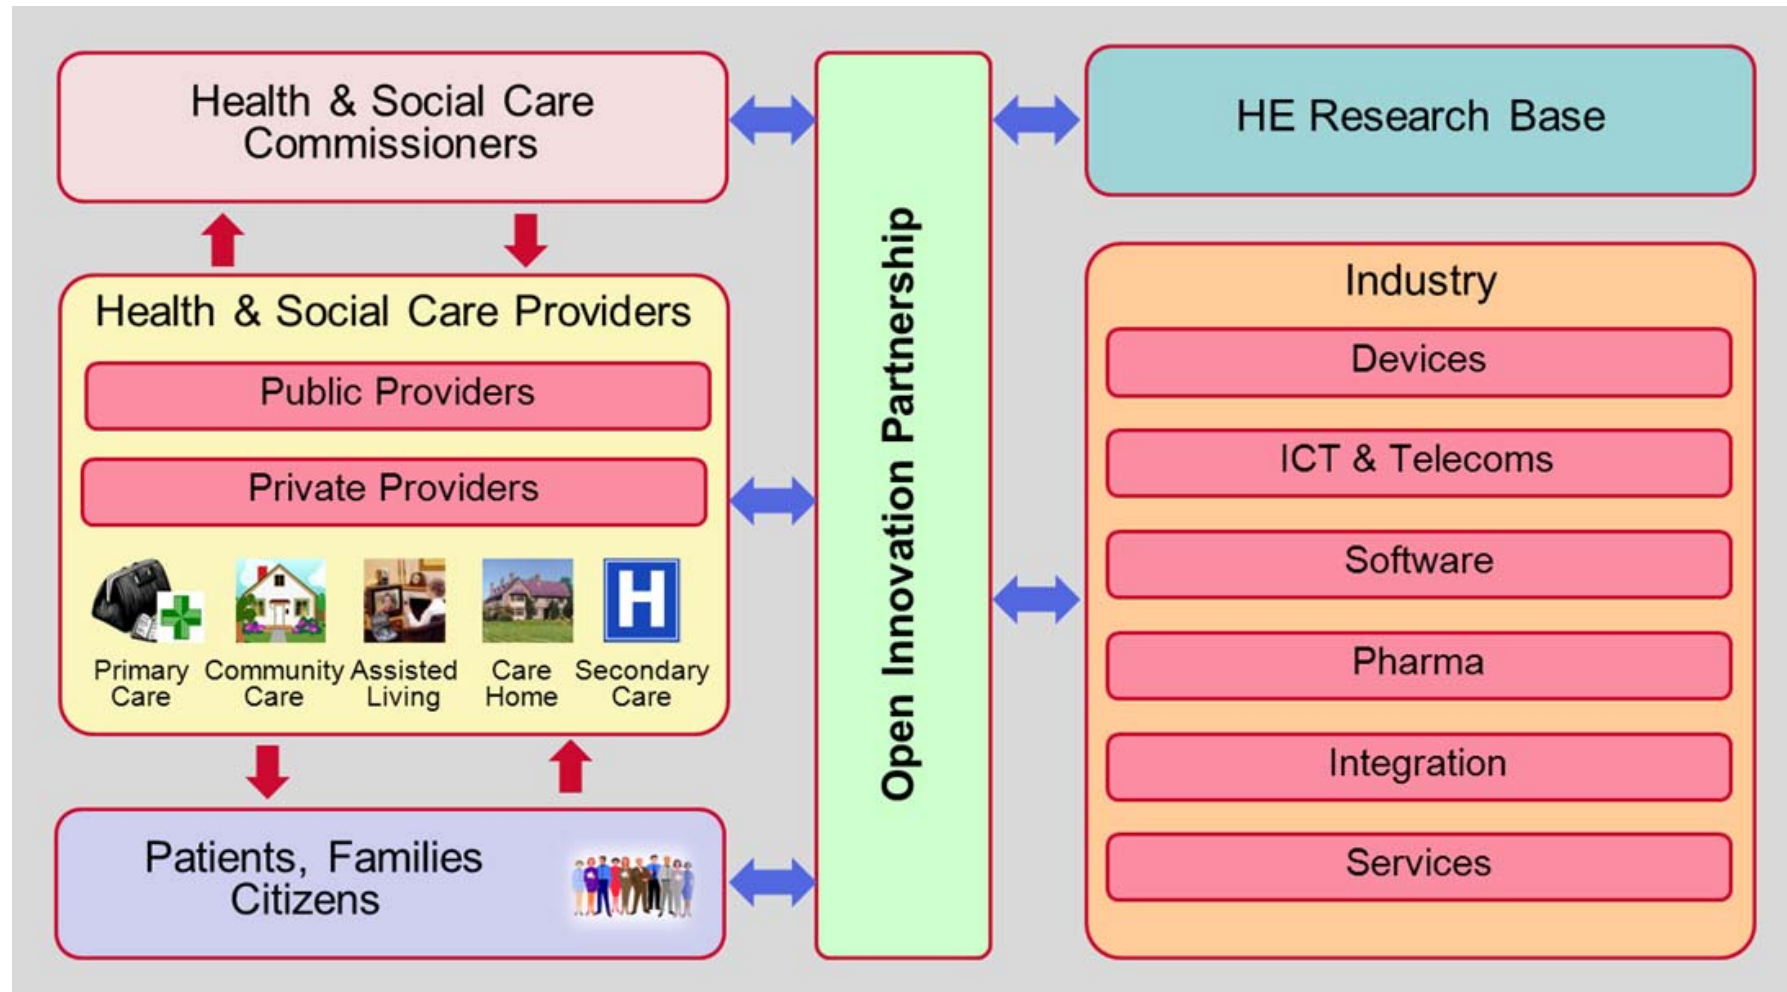 Health & Social Care
Commissioners
Health & Social Care Providers
Public Providers
Private Providers
Primary
Care
Community
Care
Assisted
Living
Care
Home
H
Secondary
Care
Patients, Families
Citizens
Open Innovation Partnership
HE Research Base
Industry
Devices
ICT & Telecoms
Software
Pharma
Integration
Services